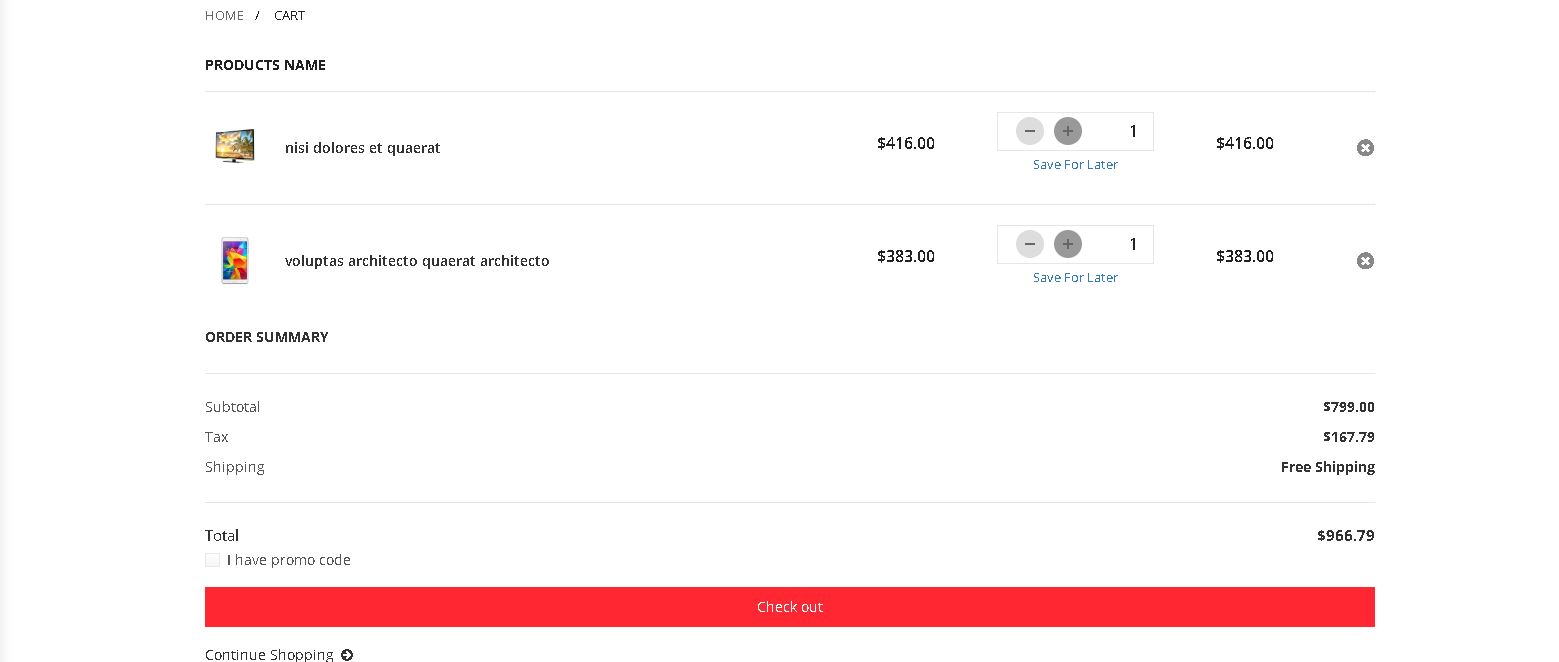 HOME / CART
PRODUCTS NAME
nisi dolores et quaerat $416.00 1 $416.00
Save For Later
voluptas architecto quaerat architecto $383.00 1 $383.00
Save For Later
ORDER SUMMARY
Subtotal $799.00
Tax $167.79
Shipping Free Shipping
Total $966.79
I have promo code
Check out
Continue Shopping